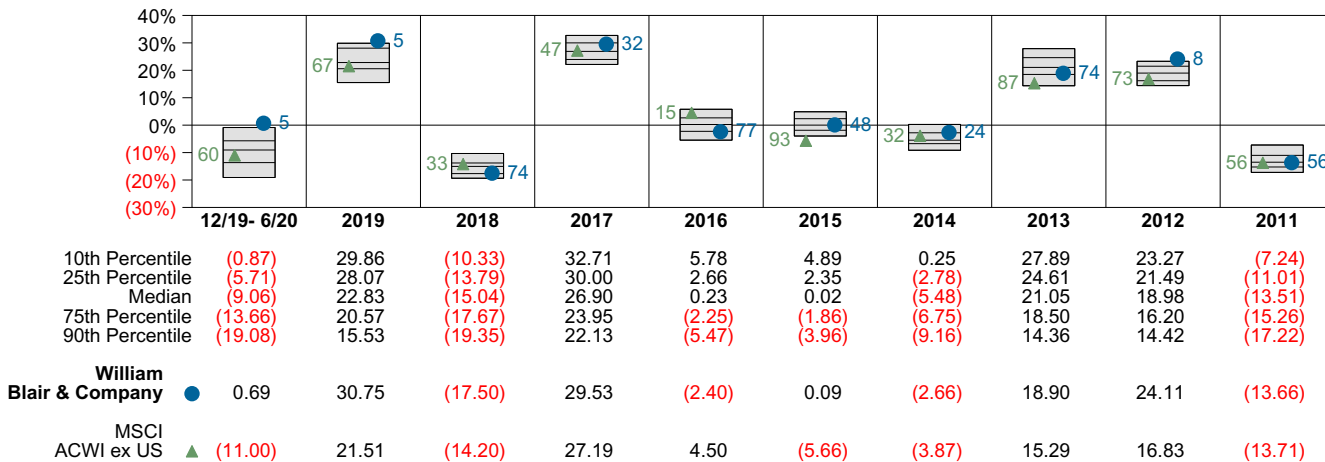 40%
30%
20%
10%
0%
(10%)
(20%)
(30%)
60 5
67 5
33 74
47 32
15 77
93 48
32 24
87 74
73 8
56 56
12/19- 6/20 2019 2018 2017 2016 2015 2014 2013 2012 2011
10th Percentile (0.87) 29.86 (10.33) 32.71 5.78 4.89 0.25 27.89 23.27 (7.24)
25th Percentile (5.71) 28.07 (13.79) 30.00 2.66 2.35 (2.78) 24.61 21.49 (11.01)
Median (9.06) 22.83 (15.04) 26.90 0.23 0.02 (5.48) 21.05 18.98 (13.51)
75th Percentile (13.66) 20.57 (17.67) 23.95 (2.25) (1.86) (6.75) 18.50 16.20 (15.26)
90th Percentile (19.08) 15.53 (19.35) 22.13 (5.47) (3.96) (9.16) 14.36 14.42 (17.22)
William
Blair & Company 0.69 30.75 (17.50) 29.53 (2.40) 0.09 (2.66) 18.90 24.11 (13.66)
MSCI
ACWI ex US (11.00) 21.51 (14.20) 27.19 4.50 (5.66) (3.87) 15.29 16.83 (13.71)